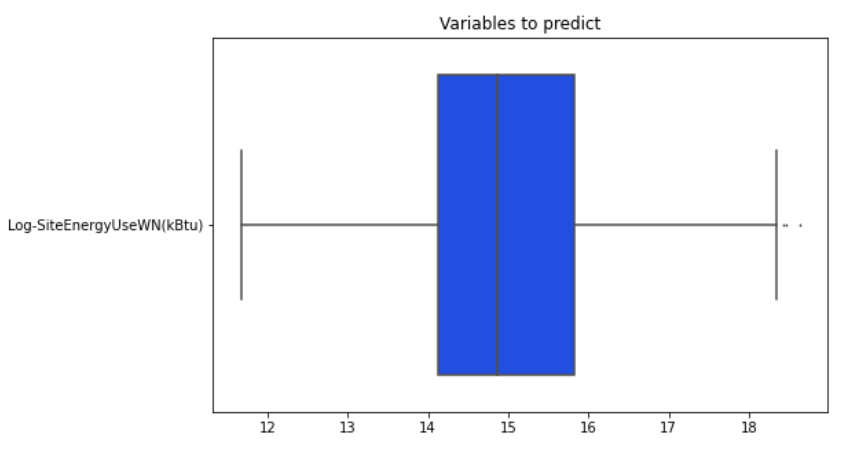 Variables to predict
Log-SiteEnergyUseWN(kBtu)
12 13 14 15 16 17 18